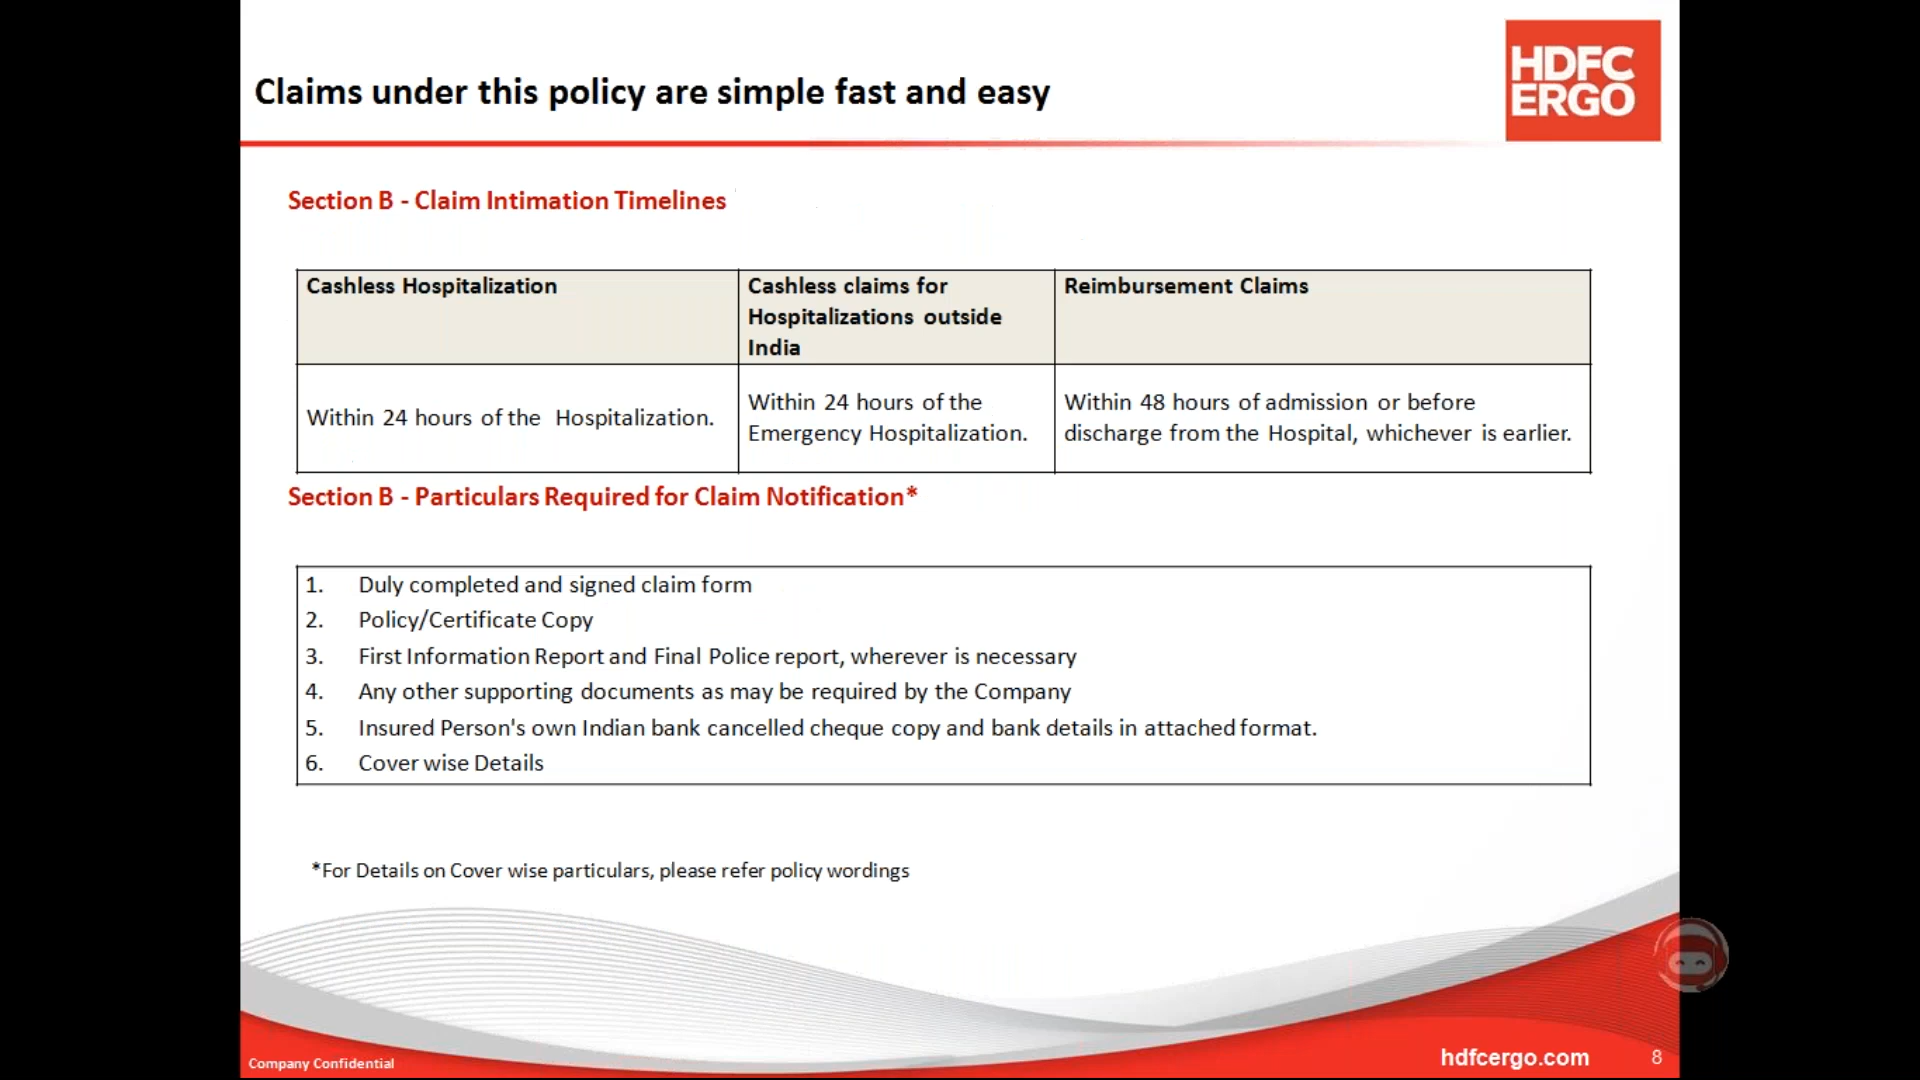 HDFC
ERGO
Claims under this policy are simple fast and easy
Section B - Claim Intimation Timelines
Cashless Hospitalization
Cashless claims for
Hospitalizations outside
India
Reimbursement Claims
Within 24 hours of the Hospitalization.
Within 24 hours of the
Emergency Hospitalization.
Within 48 hours of admission or before
discharge from the Hospital, whichever is earlier.
Section B - Particulars Required for Claim Notification*
1. Duly completed and signed claim form
2. Policy/Certificate Copy
3. First Information Report and Final Police report, wherever is necessary
4. Any other supporting documents as may be required by the Company
5. Insured Person's own Indian bank cancelled cheque copy and bank details in attached format.
6. Cover wise Details
*For Details on Cover wise particulars, please refer policy wordings
Company Confidential
hdfcergo.com
8